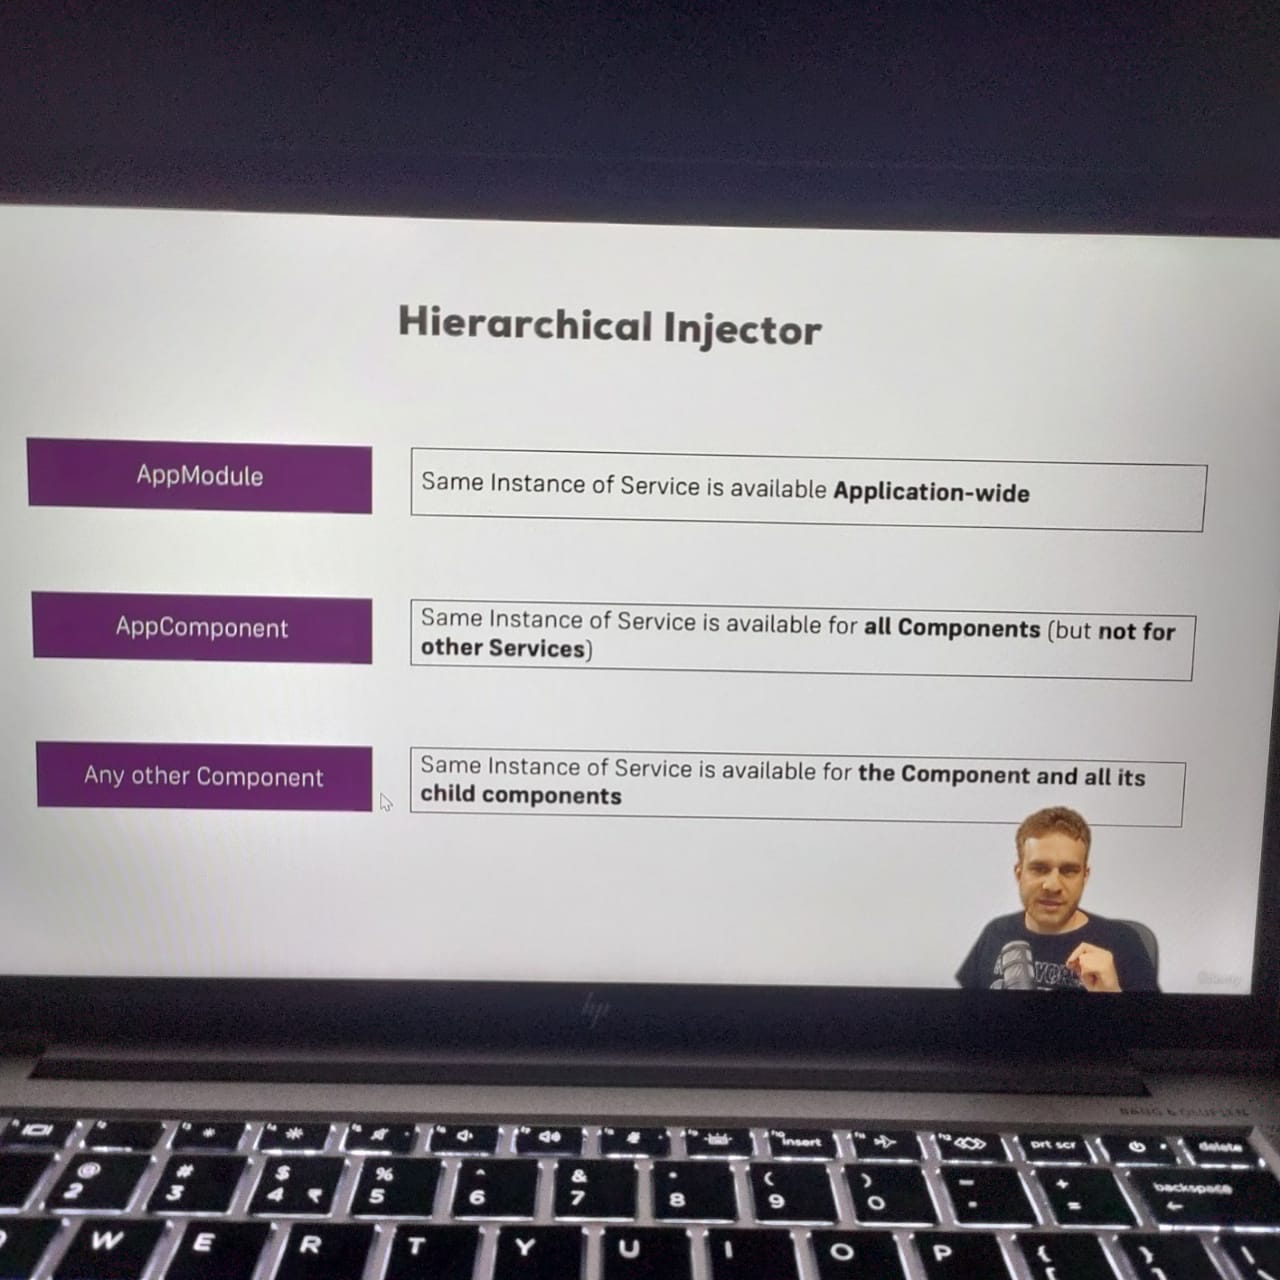 Hierarchical Injector
AppModule
Same Instance of Service is available Application-wide
AppComponent
Same Instance of Service is available for all Components (but not for
other Services)
Any other Component
Same Instance of Service is available for the Component and all its
child components
hp
BANG & OLUFSEN
insert
prt scr
delete
@ # $ % ^ & * ( ) - +
2 3 4 ₹ 5 6 7 8 9 0 - =
backspace
W E R T Y U I O P { }